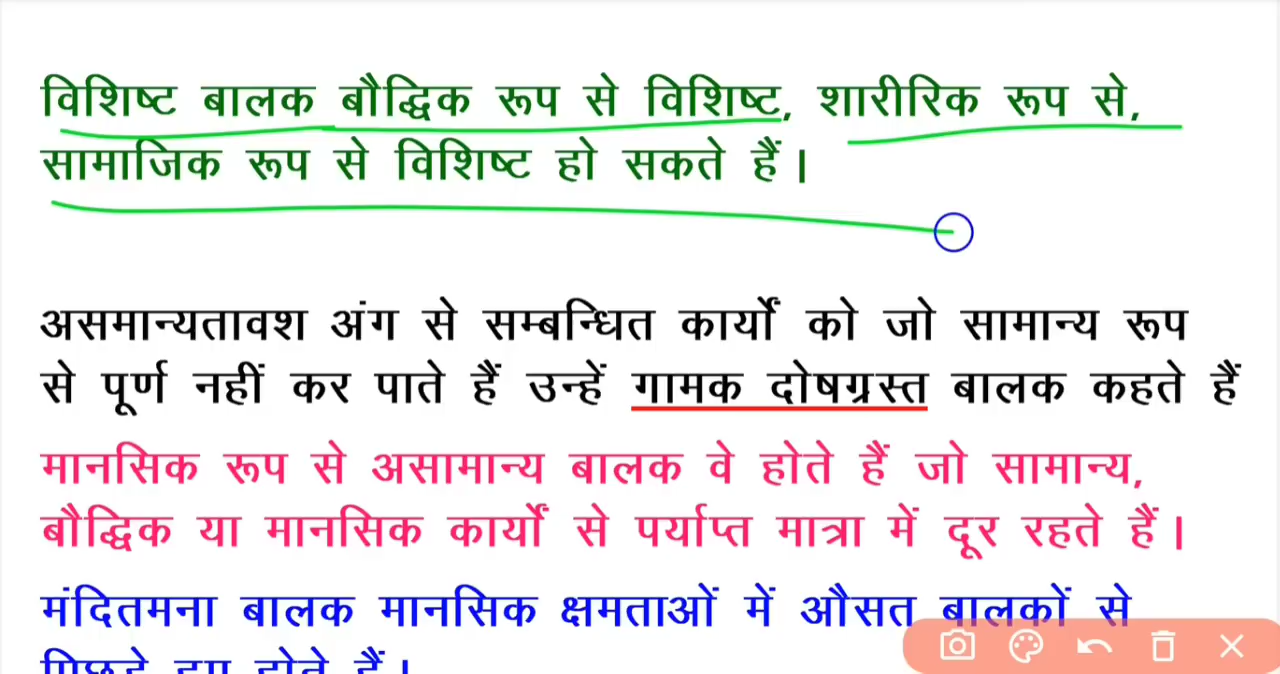 विशिष्ट बालक बौद्धिक रूप से विशिष्ट, शारीरिक रूप से,
सामाजिक रूप से विशिष्ट हो सकते हैं।
असमान्यतावश अंग से सम्बन्धित कार्यों को जो सामान्य रूप
से पूर्ण नहीं कर पाते हैं उन्हें गामक दोषग्रस्त बालक कहते हैं
मानसिक रूप से असामान्य बालक वे होते हैं जो सामान्य,
बौद्धिक या मानसिक कार्यों से पर्याप्त मात्रा में दूर रहते हैं।
मंदितमना बालक मानसिक क्षमताओं में औसत बालकों से
पिछड़े हुए होते हैं।